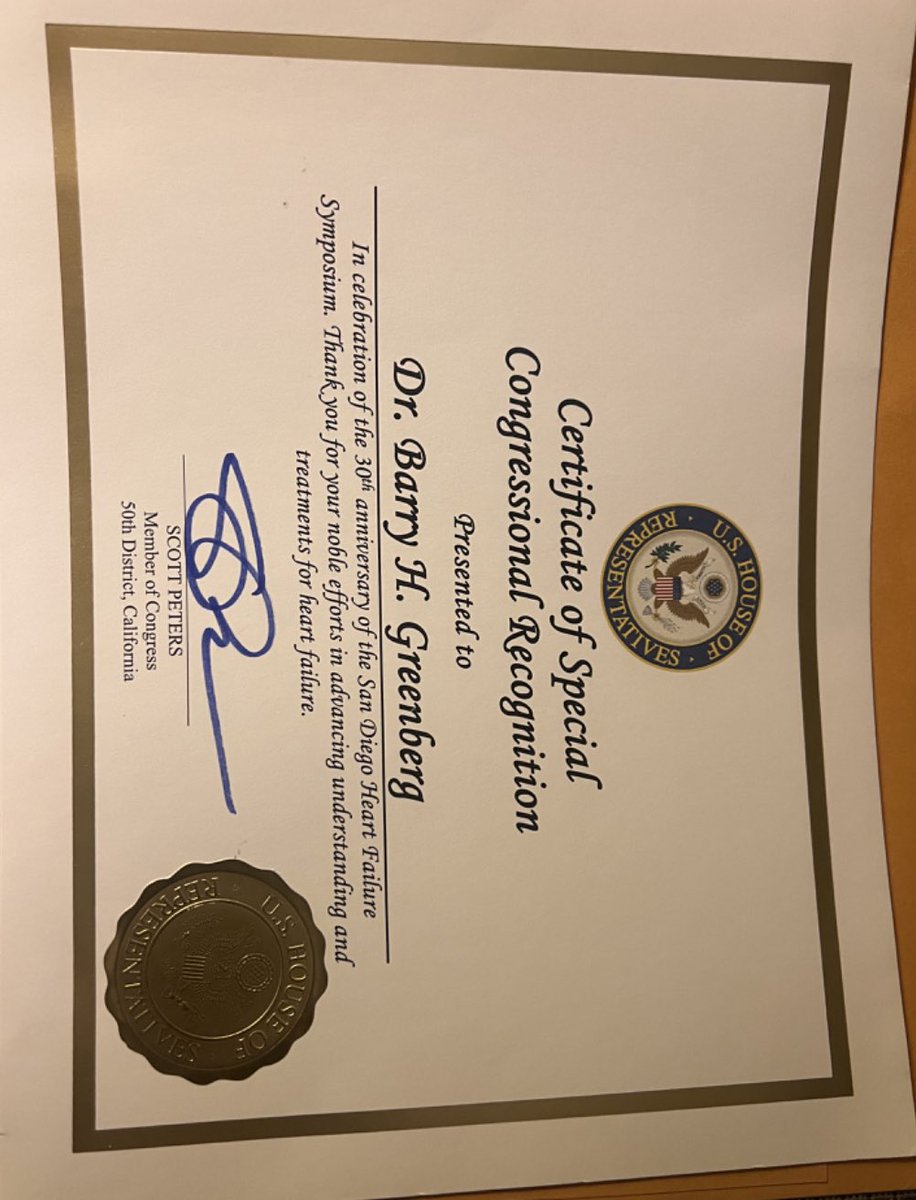 U.S. HOUSE OF REPRESENTATIVES
Certificate of Special
Congressional Recognition
Presented to
Dr. Barry H. Greenberg
In celebration of the 30th anniversary of the San Diego Heart Failure
Symposium. Thank you for your noble efforts in advancing understanding and
treatments for heart failure.
SCOTT PETERS
Member of Congress
50th District, California
U.S. HOUSE OF REPRESENTATIVES